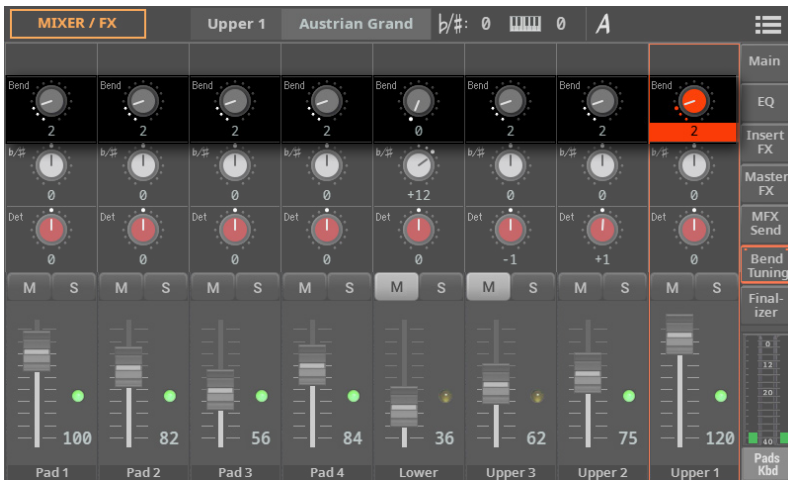 MIXER / FX Upper 1 Austrian Grand ♭/♯: 0 0 A
Main
Bend Bend Bend Bend Bend Bend Bend Bend
2 2 2 2 0 2 2 2
EQ
Insert
FX
♭/♯ ♭/♯ ♭/♯ ♭/♯ ♭/♯ ♭/♯ ♭/♯ ♭/♯
0 0 0 0 +12 0 0 0
Master
FX
Det Det Det Det Det Det Det Det
0 0 0 0 0 -1 +1 0
MFX
Send
Bend
Tuning
M S M S M S M S M S M S M S M S
Final-
izer
0
12
20
40
100 82 56 84 36 62 75 120
Pad 1 Pad 2 Pad 3 Pad 4 Lower Upper 3 Upper 2 Upper 1
Pads
Kbd